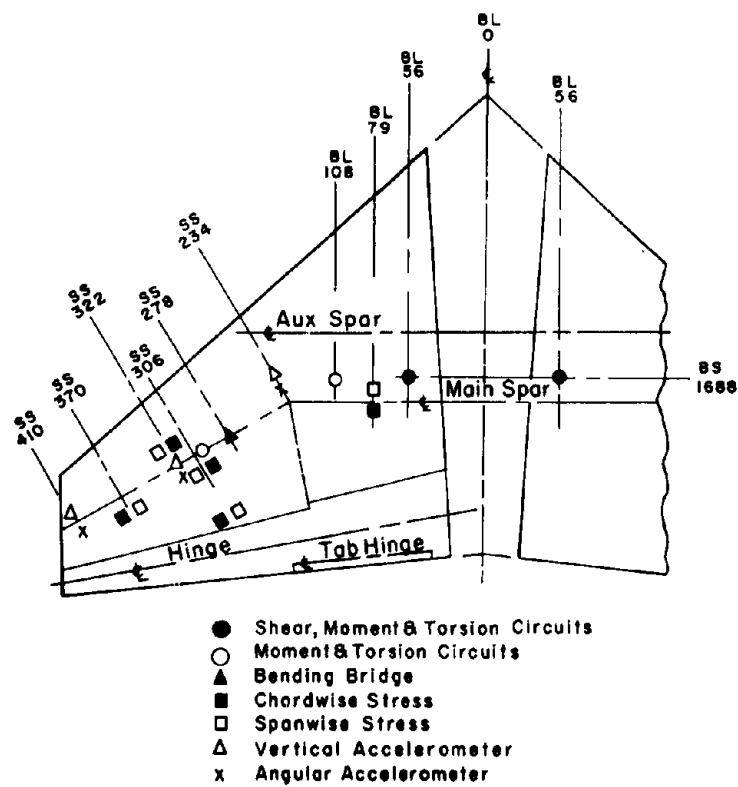 BL
0
BL
56
BL
56
BL
79
BL
108
SS
234
SS
322
SS
278
SS
306
SS
370
SS
410
Aux Spar
Main Spar
BS
1688
Hinge
Tab Hinge
Shear, Moment & Torsion Circuits
Moment & Torsion Circuits
Bending Bridge
Chordwise Stress
Spanwise Stress
Vertical Accelerometer
Angular Accelerometer